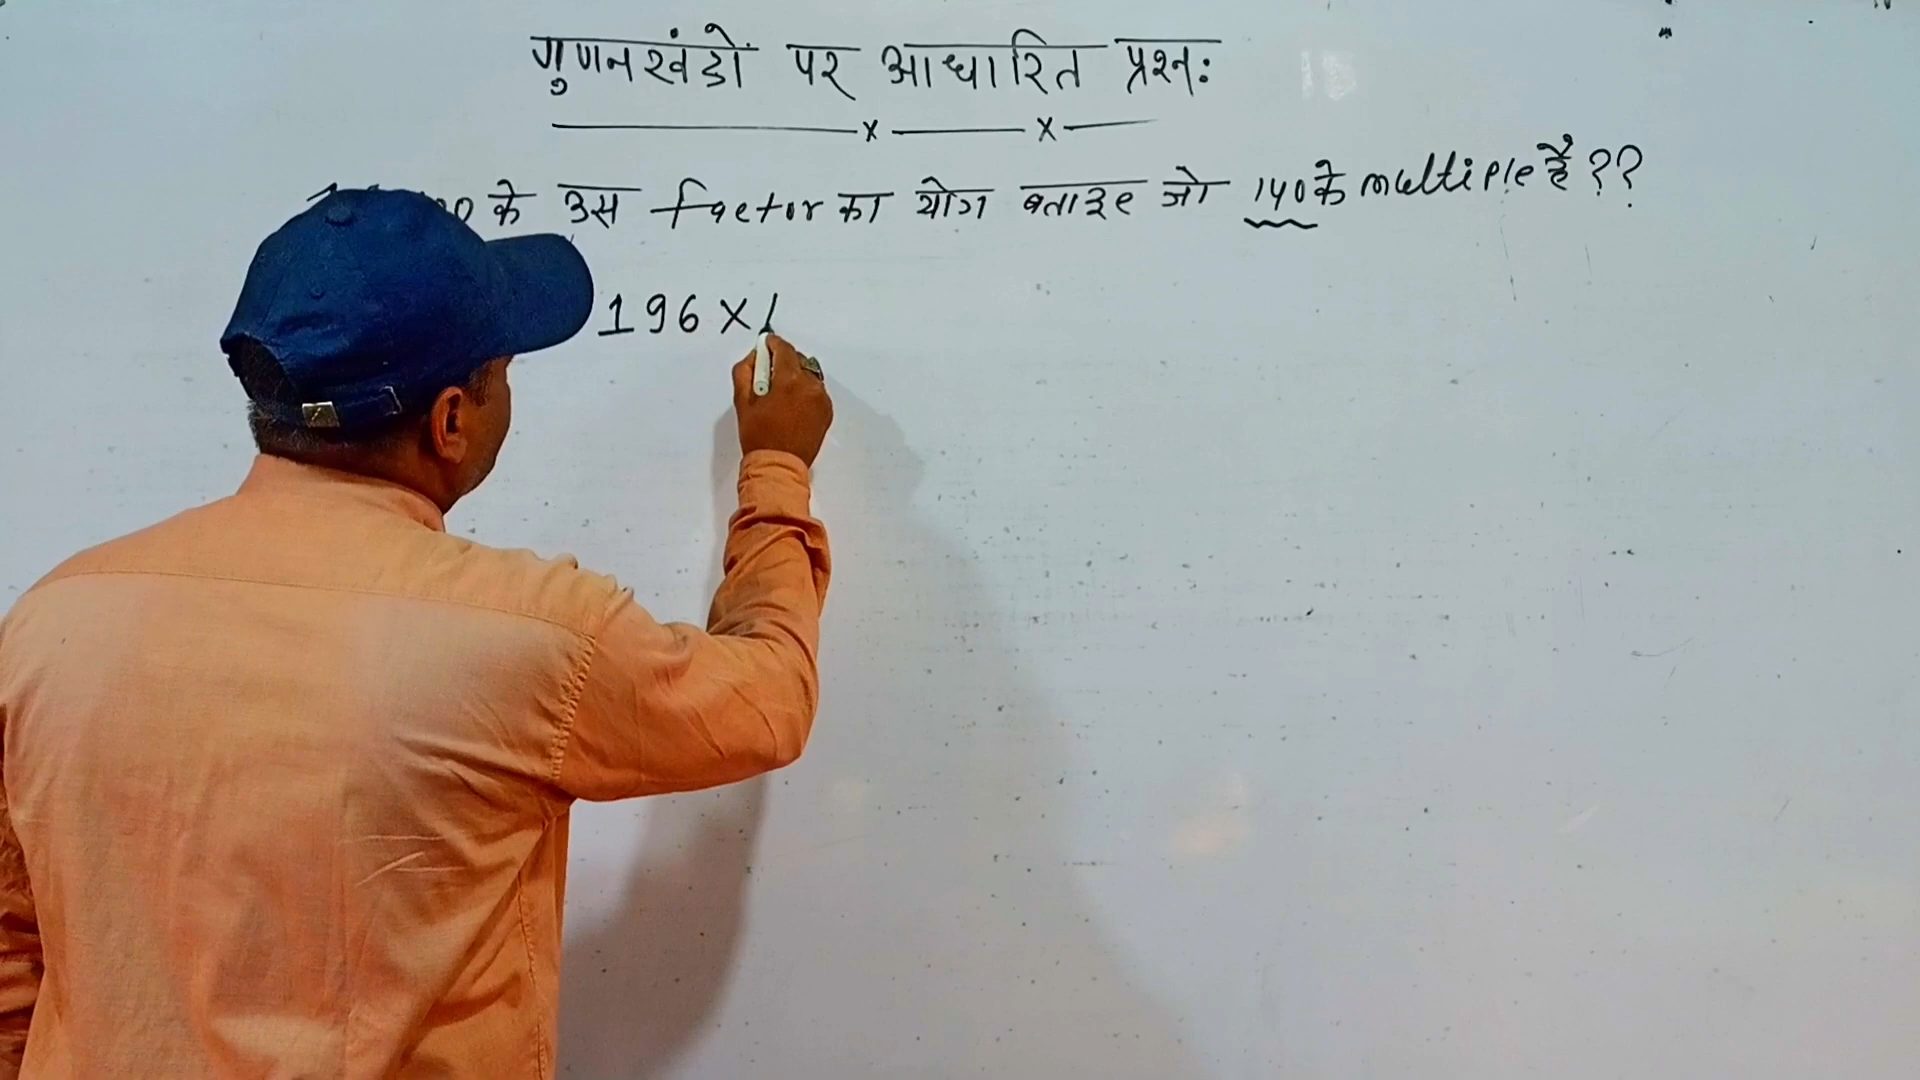 गुणनखंडों पर आधारित प्रश्न:
x x
के उस factor का योग बताइए जो 140 के multiple है ??
196 ×